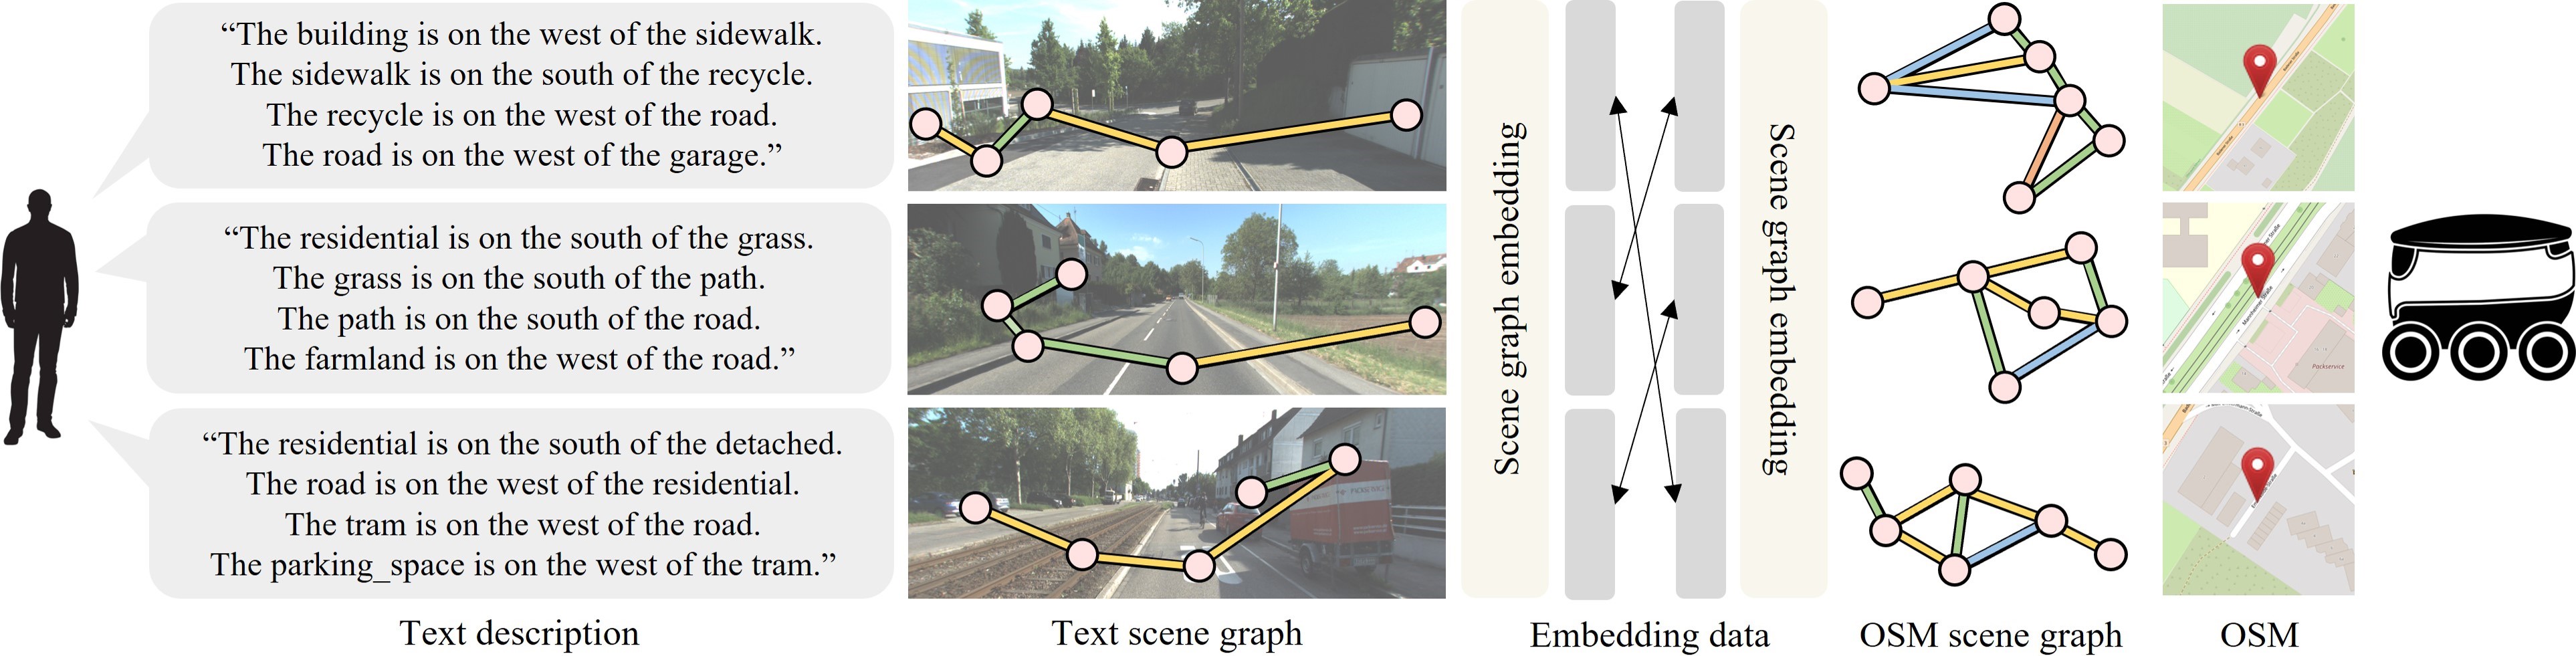 “The building is on the west of the sidewalk.
The sidewalk is on the south of the recycle.
The recycle is on the west of the road.
The road is on the west of the garage.”
“The residential is on the south of the grass.
The grass is on the south of the path.
The path is on the south of the road.
The farmland is on the west of the road.”
“The residential is on the south of the detached.
The road is on the west of the residential.
The tram is on the west of the road.
The parking_space is on the west of the tram.”
Scene graph embedding
Scene graph embedding
Packservice
Text description
Text scene graph
Embedding data
OSM scene graph
OSM